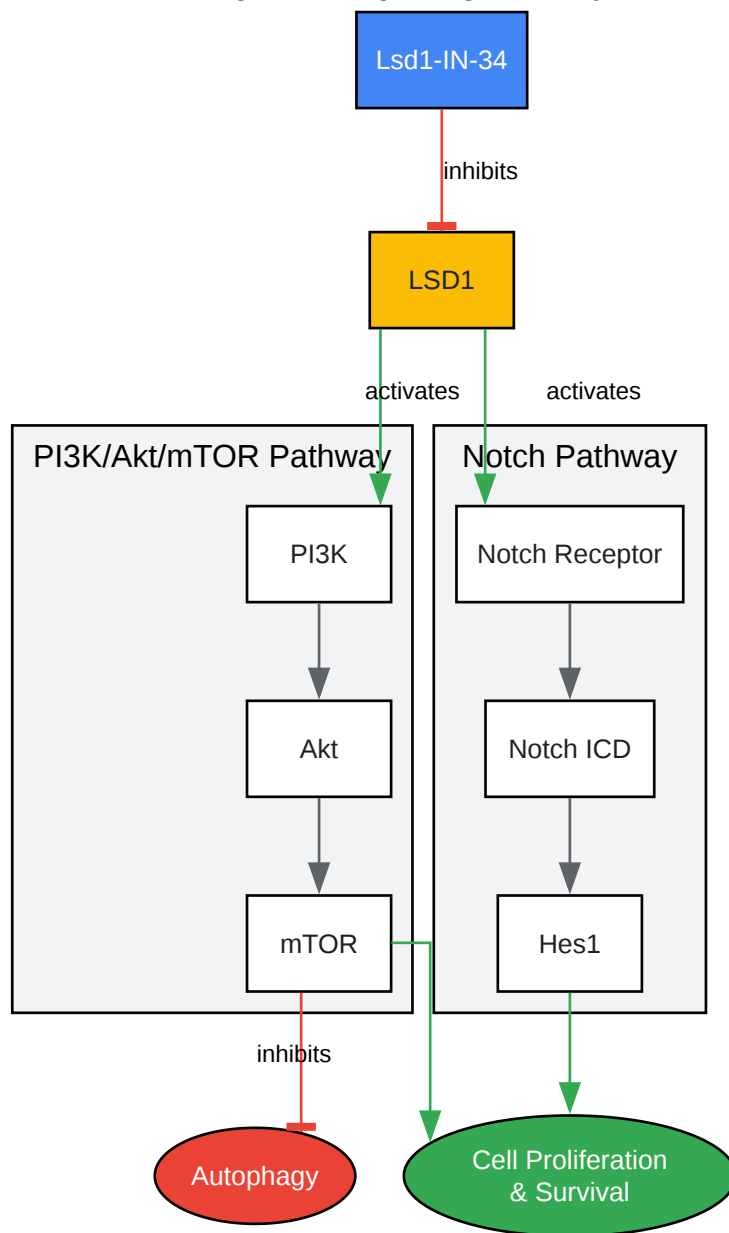 Lsd1-IN-34
inhibits
LSD1
activates
activates
PI3K/Akt/mTOR Pathway
Notch Pathway
PI3K
Notch Receptor
Akt
Notch ICD
mTOR
Hes1
inhibits
Autophagy
Cell Proliferation
& Survival